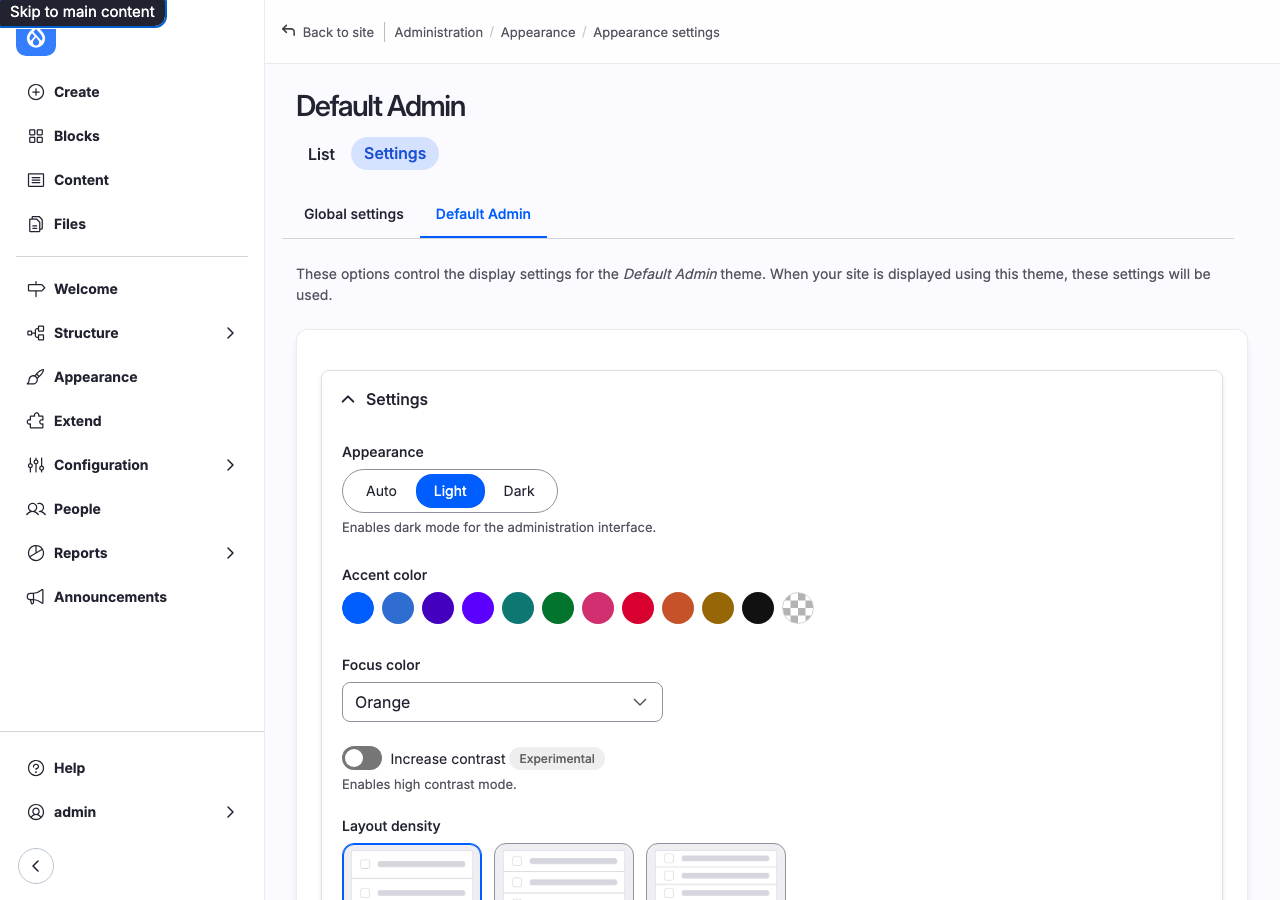 Skip to main content
Create
Blocks
Content
Files
Welcome
Structure
Appearance
Extend
Configuration
People
Reports
Announcements
Help
admin
Back to site
Administration / Appearance / Appearance settings
Default Admin
List Settings
Global settings Default Admin
These options control the display settings for the Default Admin theme. When your site is displayed using this theme, these settings will be
used.
Settings
Appearance
Auto Light Dark
Enables dark mode for the administration interface.
Accent color
Focus color
Orange
Increase contrast Experimental
Enables high contrast mode.
Layout density